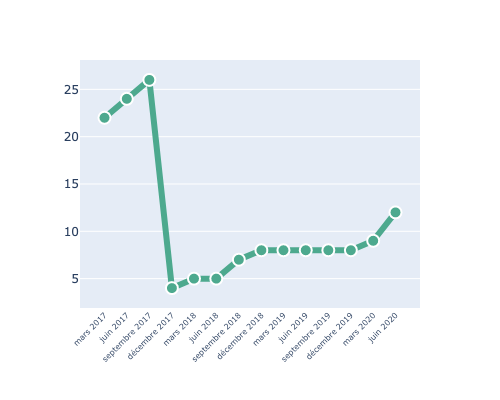 25
20
15
10
5
mars 2017
juin 2017
septembre 2017
décembre 2017
mars 2018
juin 2018
septembre 2018
décembre 2018
mars 2019
juin 2019
septembre 2019
décembre 2019
mars 2020
juin 2020